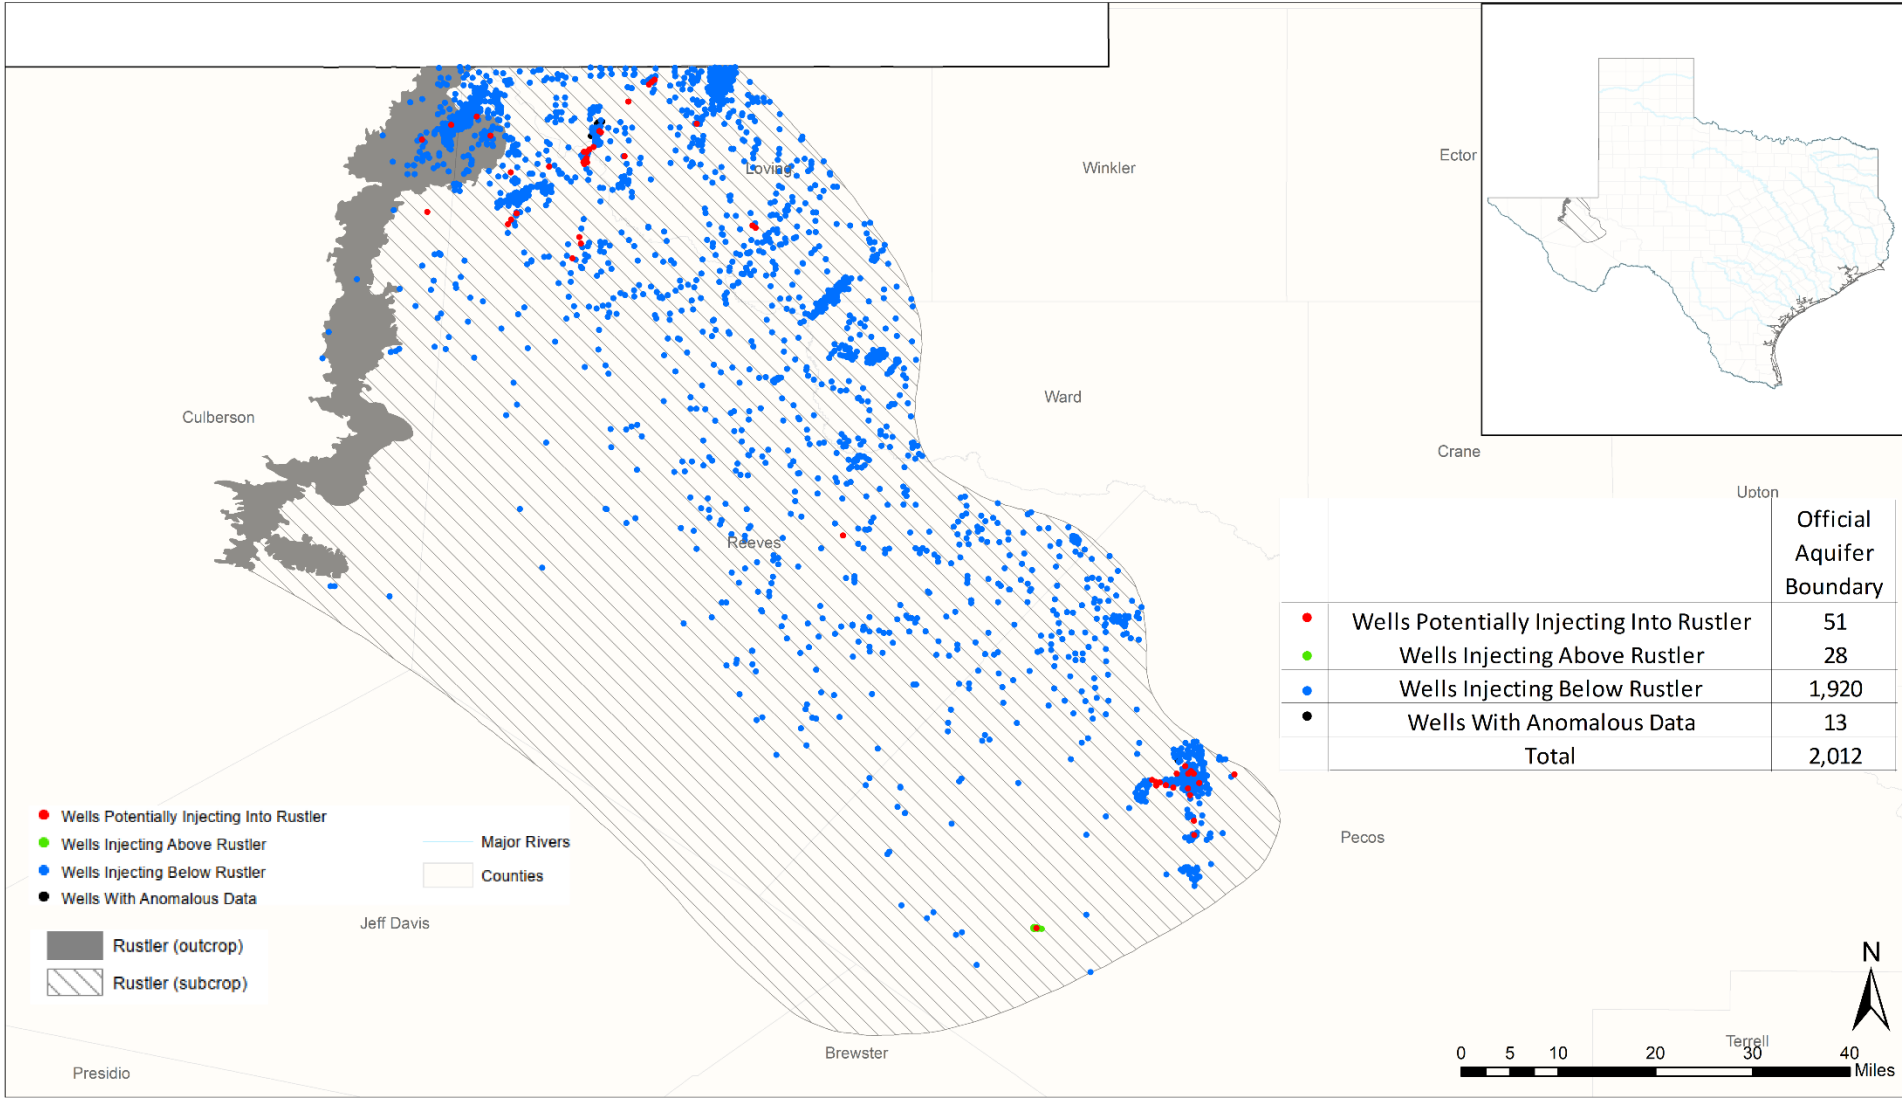 Loving
Winkler
Ector
Culberson
Ward
Crane
Upton
Reeves
Pecos
Jeff Davis
Brewster
Presidio
Terrell
Official
Aquifer
Boundary
Wells Potentially Injecting Into Rustler 51
Wells Injecting Above Rustler 28
Wells Injecting Below Rustler 1,920
Wells With Anomalous Data 13
Total 2,012
Wells Potentially Injecting Into Rustler
Wells Injecting Above Rustler
Wells Injecting Below Rustler
Wells With Anomalous Data
Major Rivers
Counties
Rustler (outcrop)
Rustler (subcrop)
N
0 5 10 20 30 40
Miles